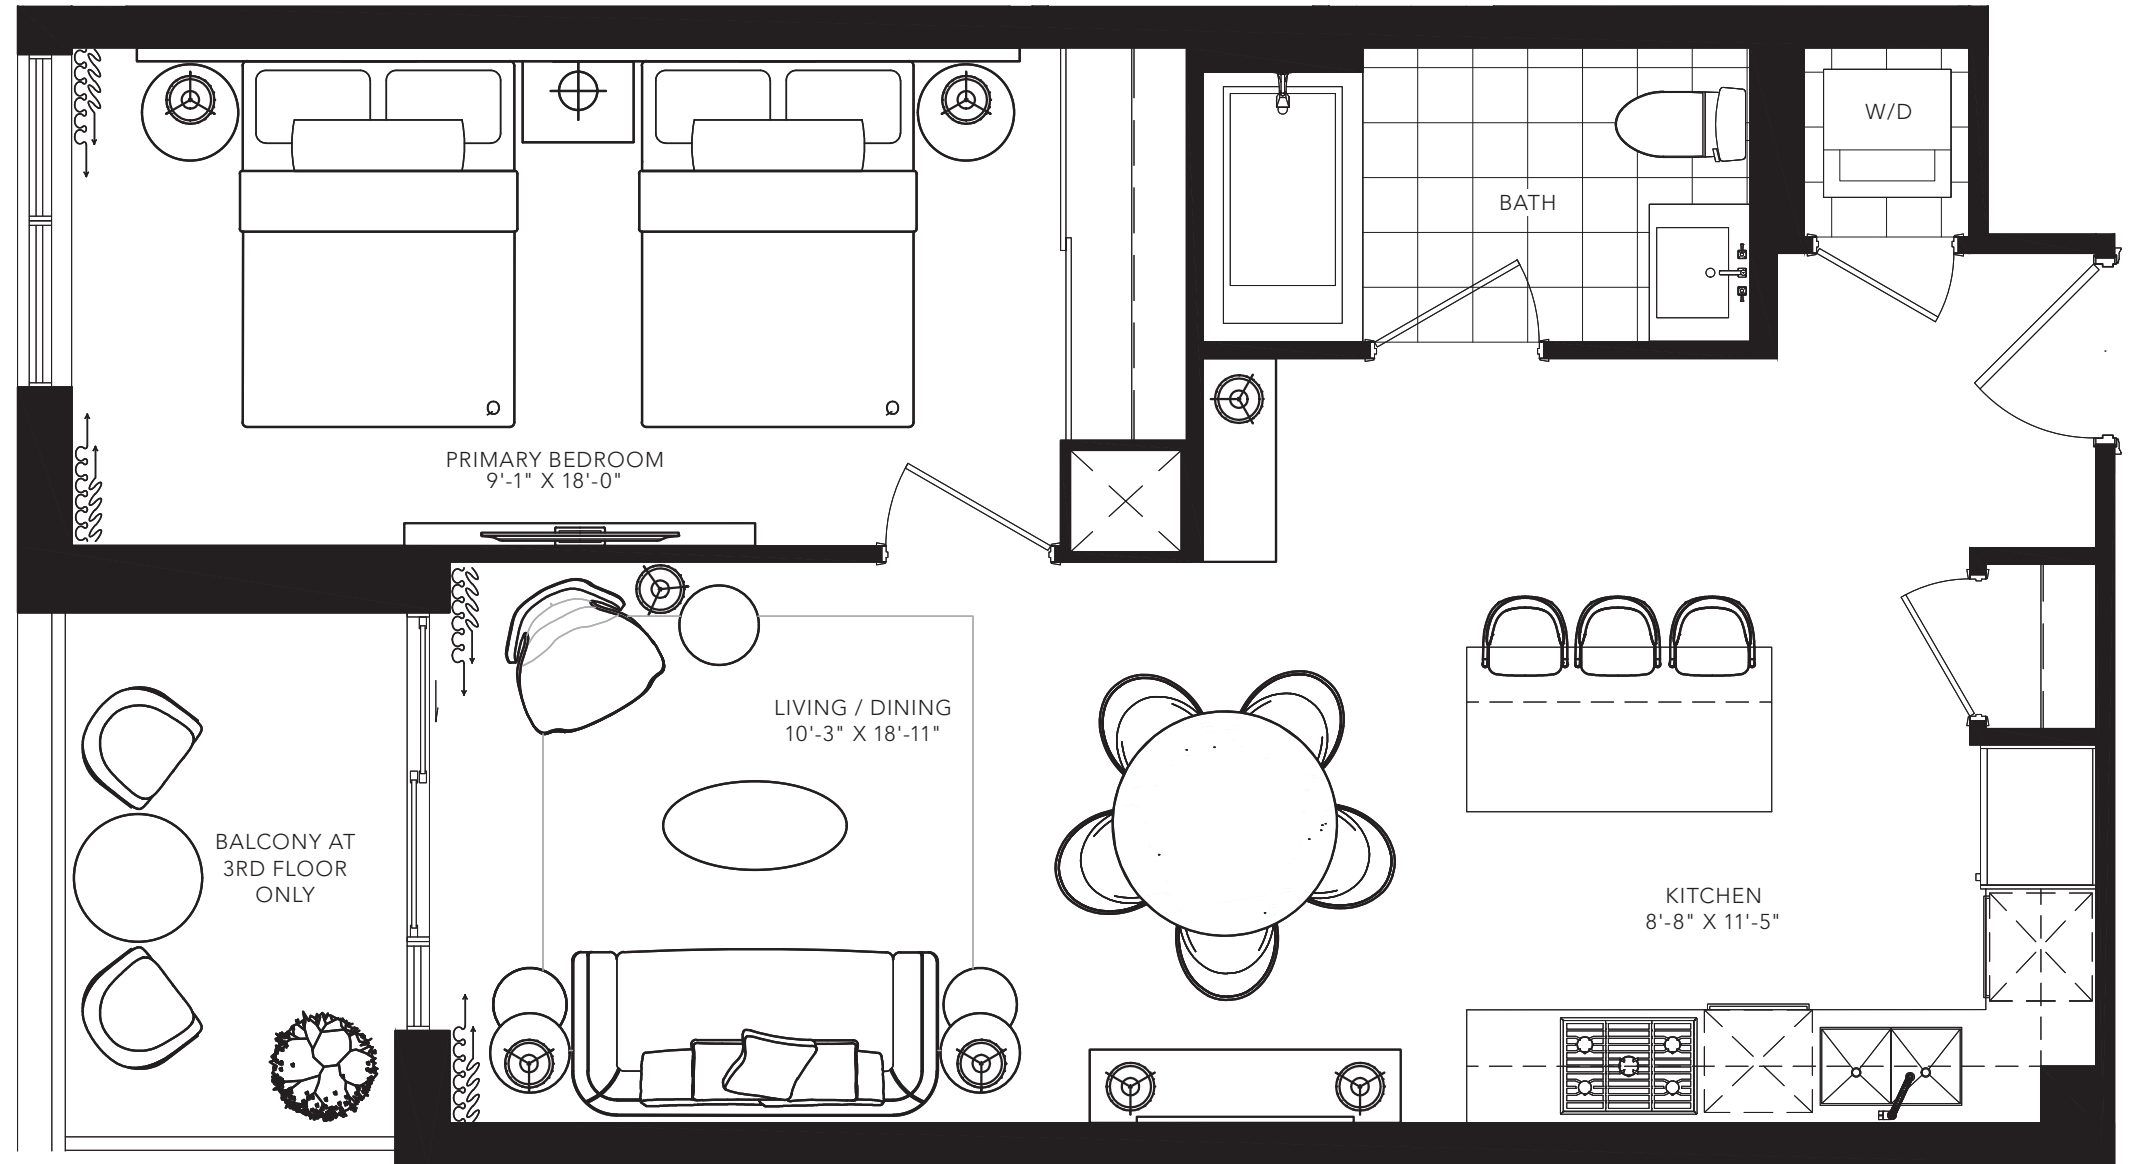 W/D
BATH
PRIMARY BEDROOM
9'-1" X 18'-0"
LIVING / DINING
10'-3" X 18'-11"
BALCONY AT
3RD FLOOR
ONLY
KITCHEN
8'-8" X 11'-5"